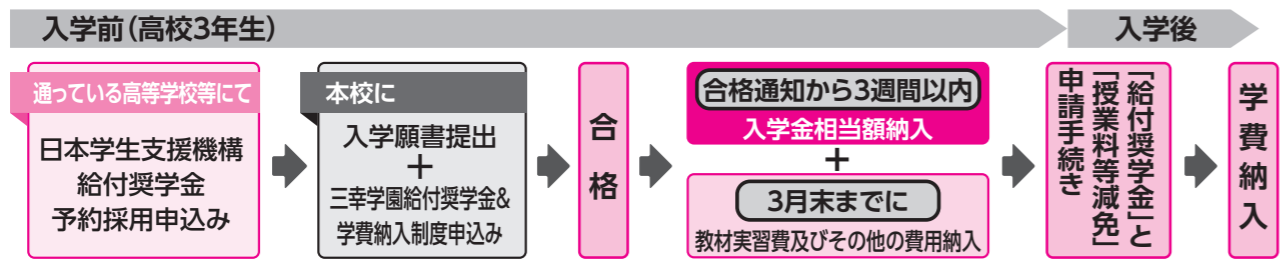 入学前（高校3年生）
入学後
通っている高等学校等にて
日本学生支援機構
給付奨学金
予約採用申込み
本校に
入学願書提出
＋
三幸学園給付奨学金&
学費納入制度申込み
合格
合格通知から3週間以内
入学金相当額納入
＋
3月末までに
教材実習費及びその他の費用納入
「給付奨学金」と
「授業料等減免」
申請手続き
学費納入